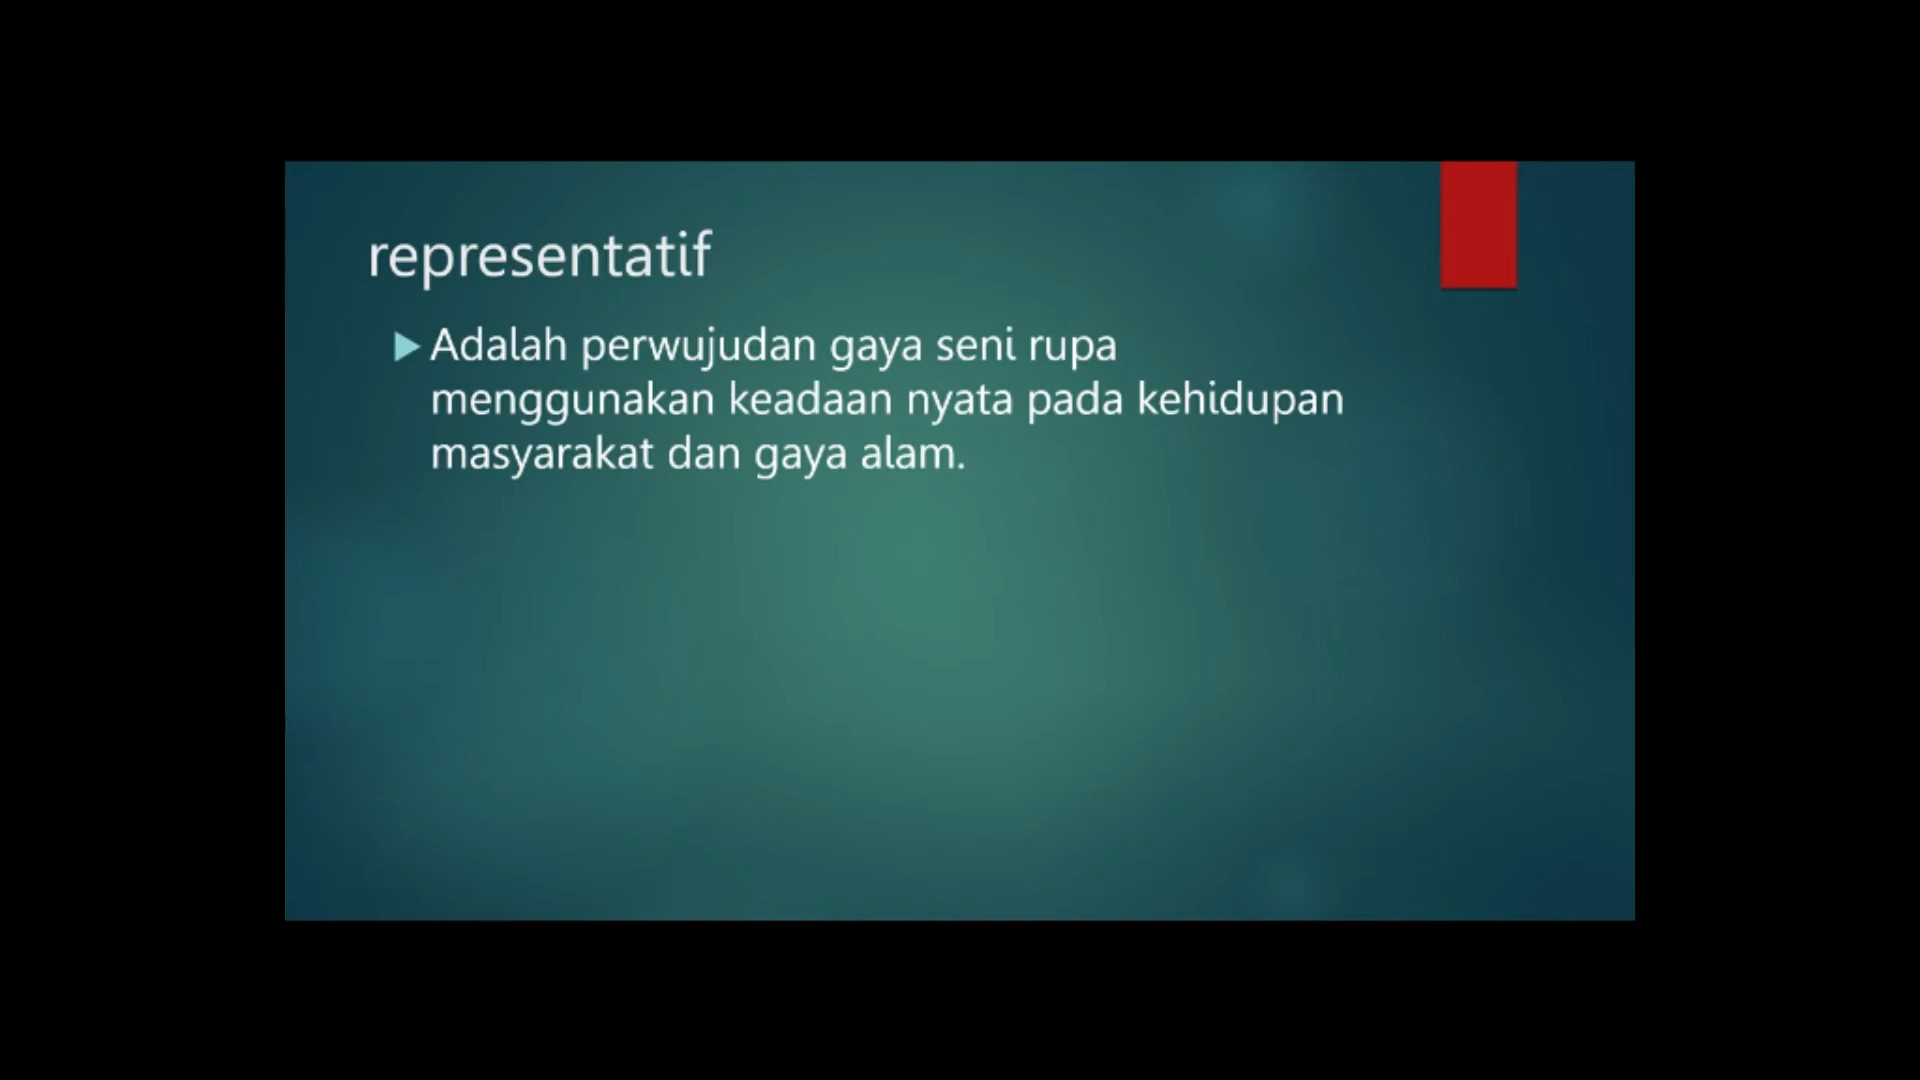 representatif
Adalah perwujudan gaya seni rupa
menggunakan keadaan nyata pada kehidupan
masyarakat dan gaya alam.